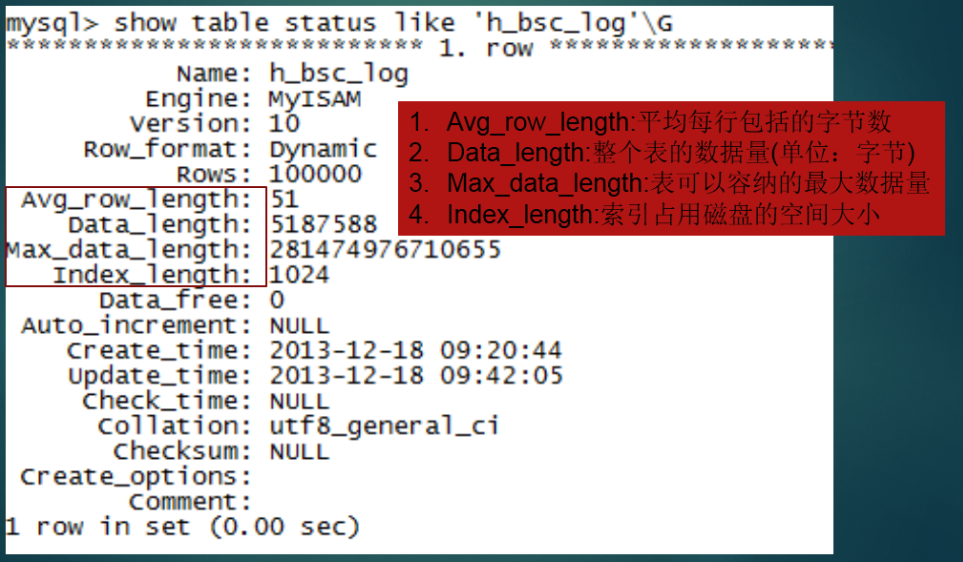 mysql> show table status like 'h_bsc_log'\G
*************************** 1. row ********************
Name: h_bsc_log
Engine: MyISAM
Version: 10
Row_format: Dynamic
Rows: 100000
Avg_row_length: 51
Data_length: 5187588
Max_data_length: 281474976710655
Index_length: 1024
Data_free: 0
Auto_increment: NULL
Create_time: 2013-12-18 09:20:44
Update_time: 2013-12-18 09:42:05
Check_time: NULL
Collation: utf8_general_ci
Checksum: NULL
Create_options:
Comment:
1 row in set (0.00 sec)
1. Avg_row_length:平均每行包括的字节数
2. Data_length:整个表的数据量(单位：字节)
3. Max_data_length:表可以容纳的最大数据量
4. Index_length:索引占用磁盘的空间大小